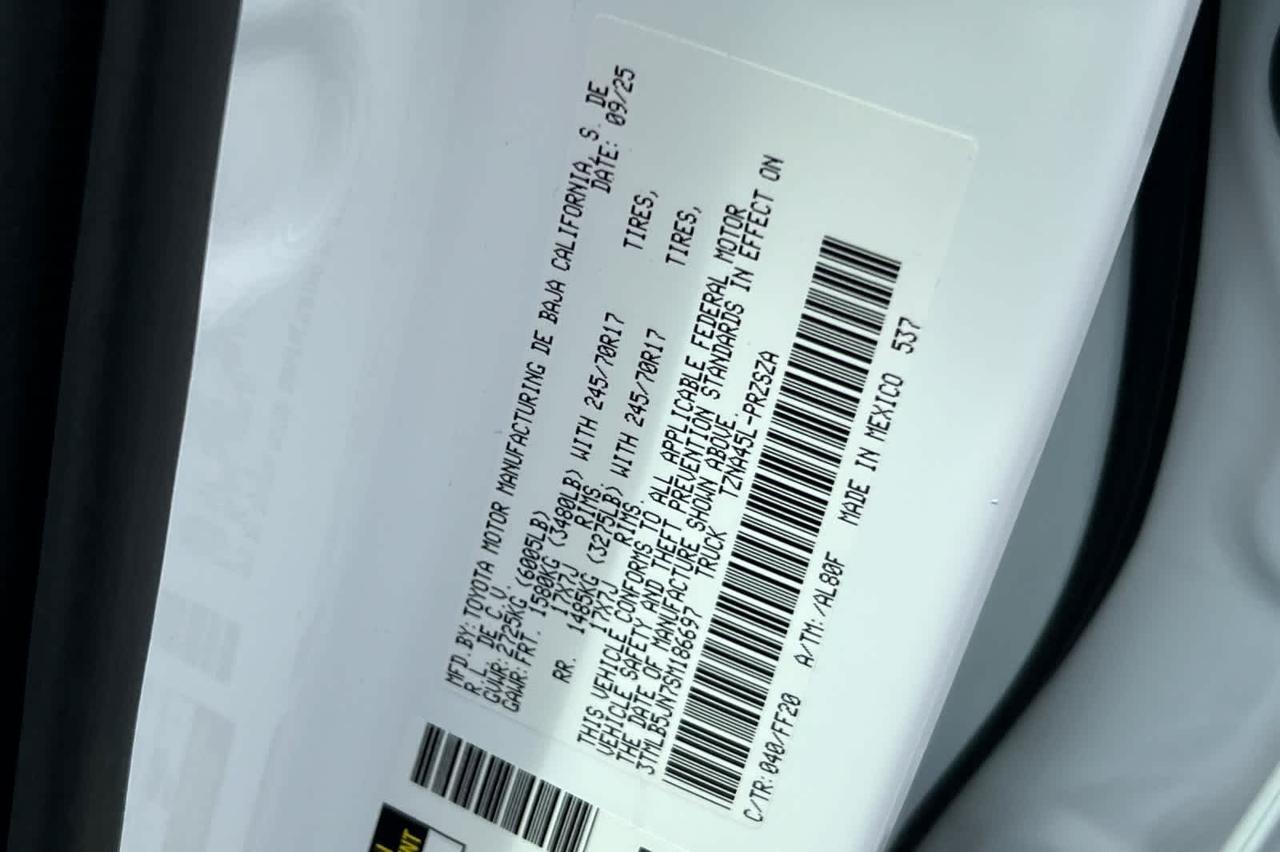 MFD.BY:TOYOTA MOTOR MANUFACTURING DE BAJA CALIFORNIA, S. DE
R.L. DE C.V. DATE: 09/25
GVWR:2725KG (6005LB)
GAWR:FRT. 1580KG (3480LB) WITH 245/70R17 TIRES,
17X7J RIMS
RR. 1485KG (3275LB) WITH 245/70R17 TIRES,
17X7J RIMS.
THIS VEHICLE CONFORMS TO ALL APPLICABLE FEDERAL MOTOR
VEHICLE SAFETY AND THEFT PREVENTION STANDARDS IN EFFECT ON
THE DATE OF MANUFACTURE SHOWN ABOVE.
3TMLB5JN7SM186697 TRUCK TZNA45L-PRZSZA
C/TR:040/FF20 A/TM:/AL80F MADE IN MEXICO 537